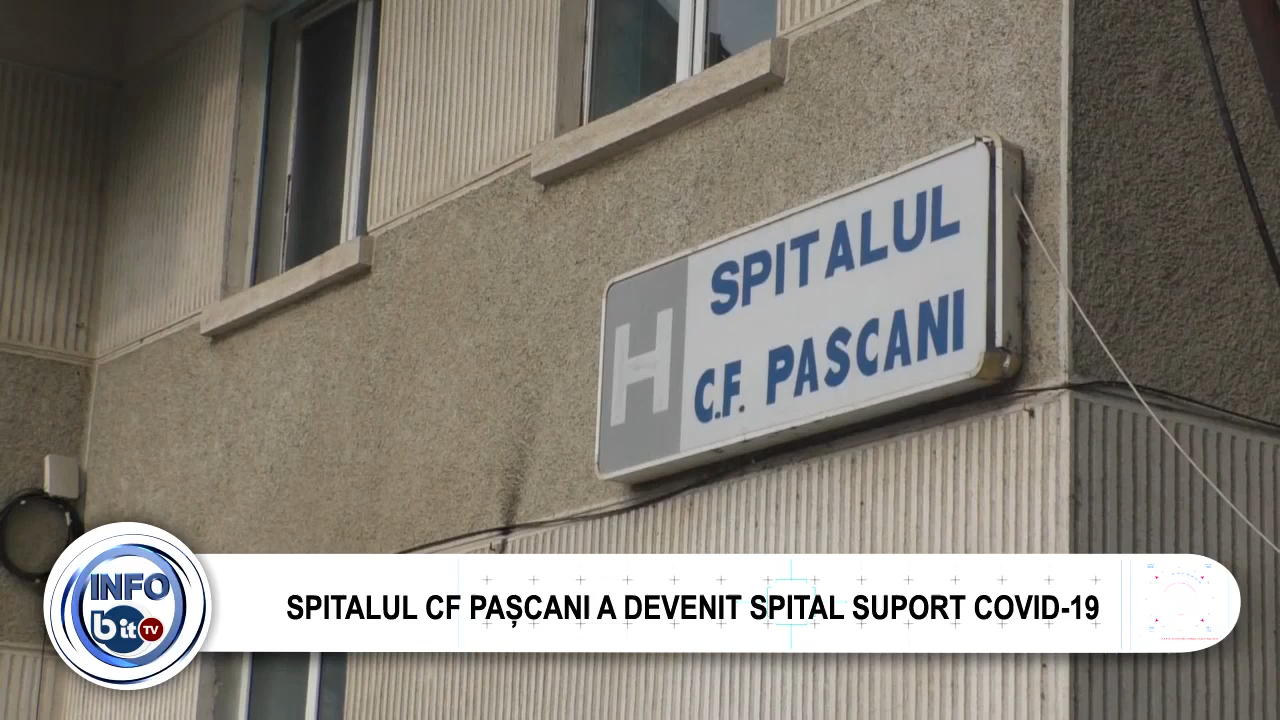 H
SPITALUL
C.F. PASCANI
INFO
bit TV
SPITALUL CF PAȘCANI A DEVENIT SPITAL SUPORT COVID-19